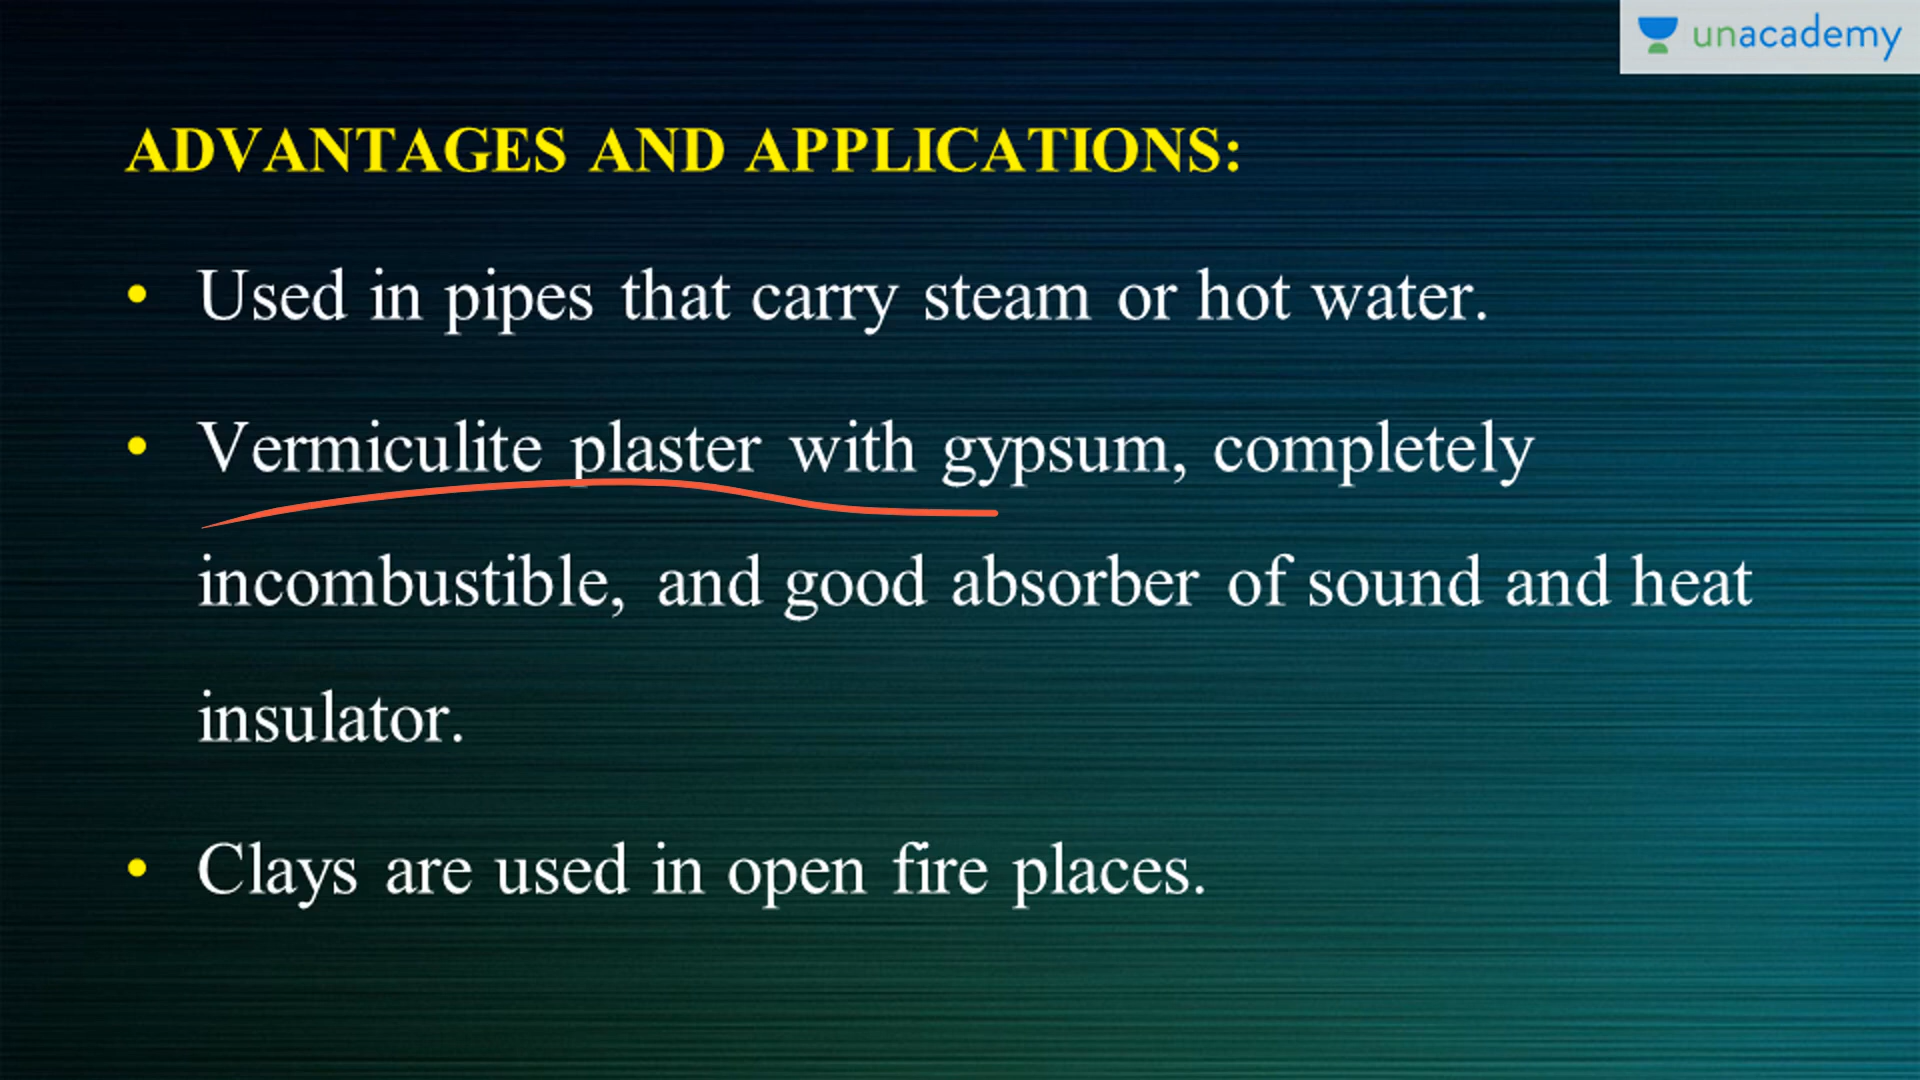 unacademy
ADVANTAGES AND APPLICATIONS:
• Used in pipes that carry steam or hot water.
• Vermiculite plaster with gypsum, completely
incombustible, and good absorber of sound and heat
insulator.
• Clays are used in open fire places.